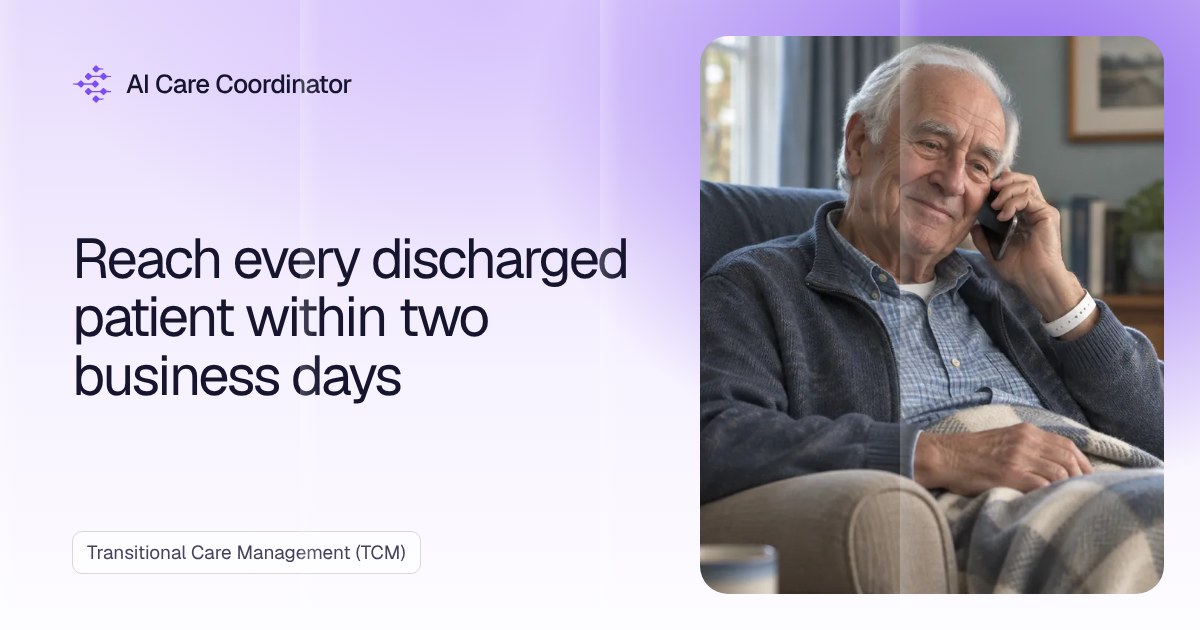 AI Care Coordinator
Reach every discharged
patient within two
business days
Transitional Care Management (TCM)